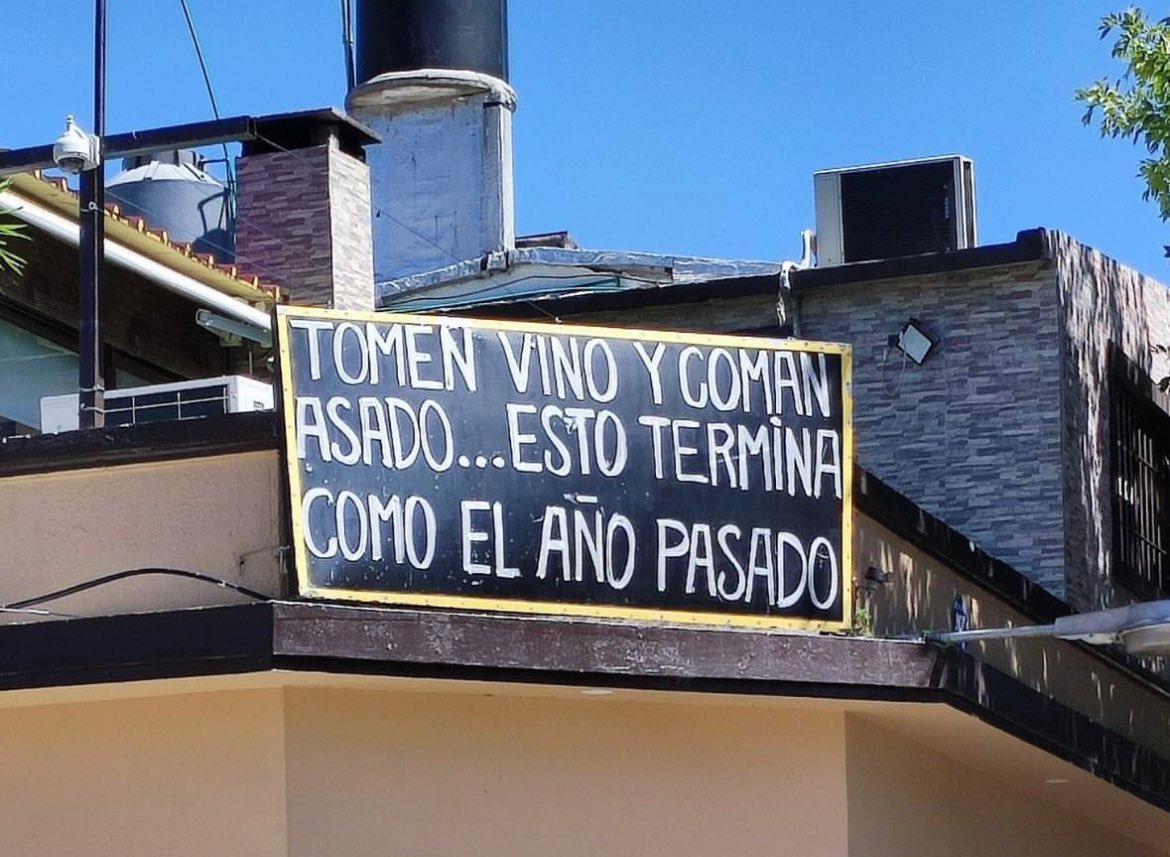 TOMEN VINO Y COMAN
ASADO...ESTO TERMINA
COMO EL AÑO PASADO